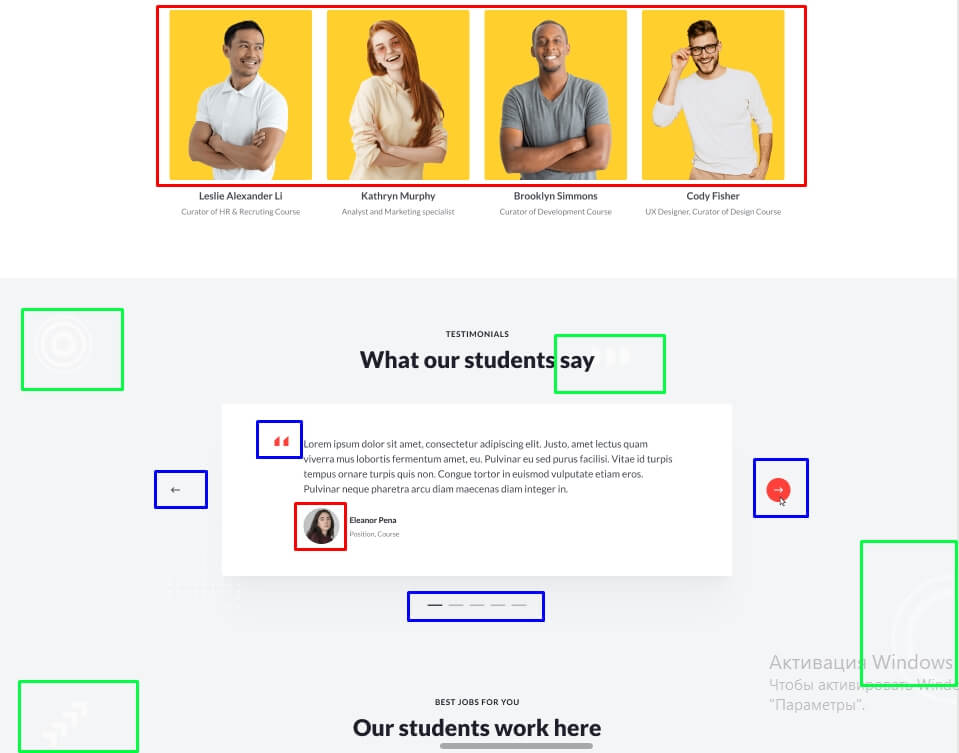 Leslie Alexander Li
Curator of HR & Recruting Course
Kathryn Murphy
Analyst and Marketing specialist
Brooklyn Simmons
Curator of Development Course
Cody Fisher
UX Designer, Curator of Design Course
TESTIMONIALS
What our students say
Lorem ipsum dolor sit amet, consectetur adipiscing elit. Justo, amet lectus quam
viverra mus lobortis fermentum amet, eu. Pulvinar eu sed purus facilisi. Vitae id turpis
tempus ornare turpis quis non. Congue tortor in euismod vulputate etiam eros.
Pulvinar neque pharetra arcu diam maecenas diam integer in.
Eleanor Pena
Position, Course
Активация Windows
Чтобы активировать Windo
"Параметры".
BEST JOBS FOR YOU
Our students work here